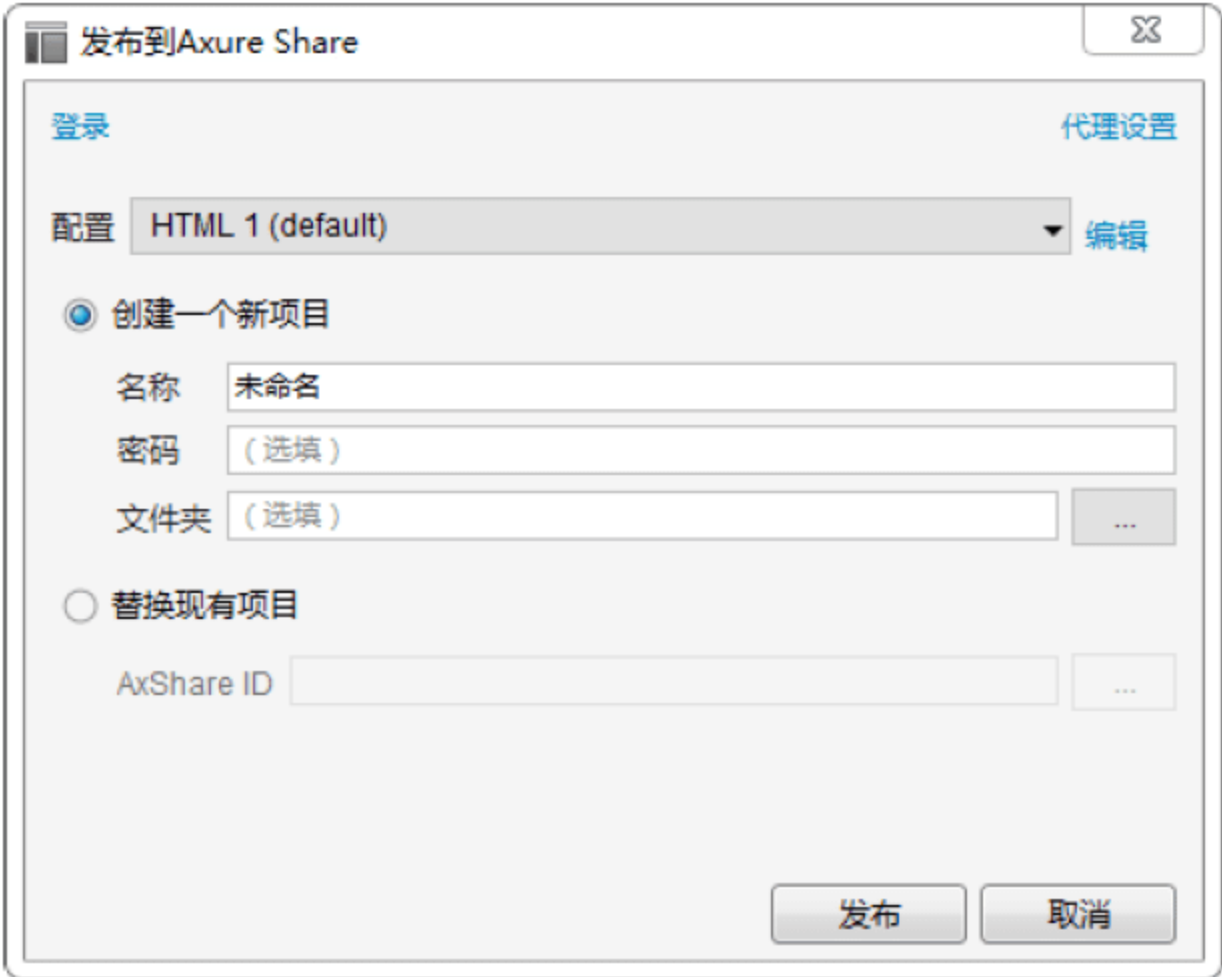 发布到Axure Share
登录 代理设置
配置 HTML 1 (default) 编辑
创建一个新项目
名称 未命名
密码 (选填)
文件夹 (选填) ...
替换现有项目
AxShare ID ...
发布 取消